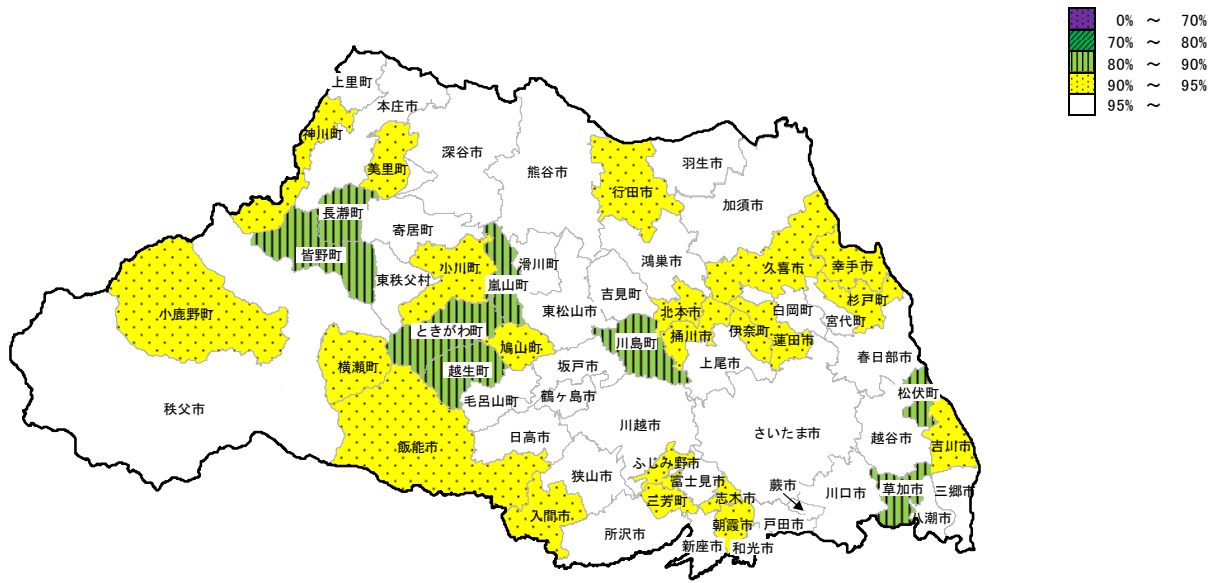 0% ～ 70%
70% ～ 80%
80% ～ 90%
90% ～ 95%
95% ～
上里町
本庄市
神川町
美里町
深谷市
熊谷市
行田市
羽生市
加須市
長瀞町
皆野町
寄居町
東秩父村
小川町
嵐山町
滑川町
東松山市
吉見町
鴻巣市
久喜市
幸手市
杉戸町
白岡町
宮代町
北本市
桶川市
伊奈町
蓮田市
上尾市
春日部市
小鹿野町
ときがわ町
鳩山町
川島町
横瀬町
越生町
坂戸市
鶴ヶ島市
毛呂山町
松伏町
秩父市
飯能市
日高市
川越市
さいたま市
越谷市
吉川市
狭山市
ふじみ野市
富士見市
三芳町
志木市
蕨市
川口市
草加市
三郷市
八潮市
入間市
所沢市
朝霞市
戸田市
新座市
和光市